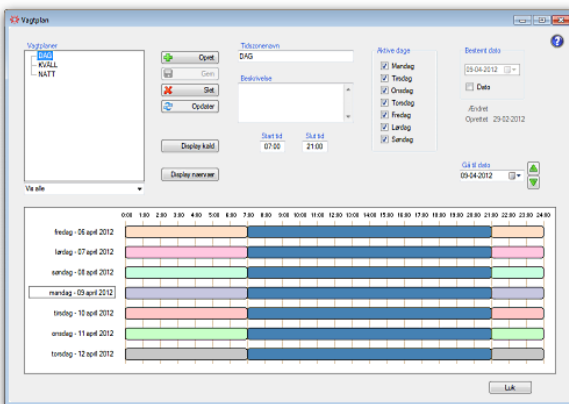 Vagtplan
Vagtplaner
DAG
KVÄLL
NATT
Vis alle
Opret
Gem
Slet
Opdater
Display kald
Display nærvær
Tidszonenavn
DAG
Beskrivelse
Start tid
Slut tid
07:00
21:00
Aktive dage
Mandag
Tirsdag
Onsdag
Torsdag
Fredag
Lørdag
Søndag
Bestemt dato
09-04-2012
Dato
Ændret
Oprettet 29-02-2012
Gå til dato
09-04-2012
0:00 1:00 2:00 3:00 4:00 5:00 6:00 7:00 8:00 9:00 10:00 11:00 12:00 13:00 14:00 15:00 16:00 17:00 18:00 19:00 20:00 21:00 22:00 23:00 24:00
fredag - 06 april 2012
lørdag - 07 april 2012
søndag - 08 april 2012
mandag - 09 april 2012
tirsdag - 10 april 2012
onsdag - 11 april 2012
torsdag - 12 april 2012
Luk